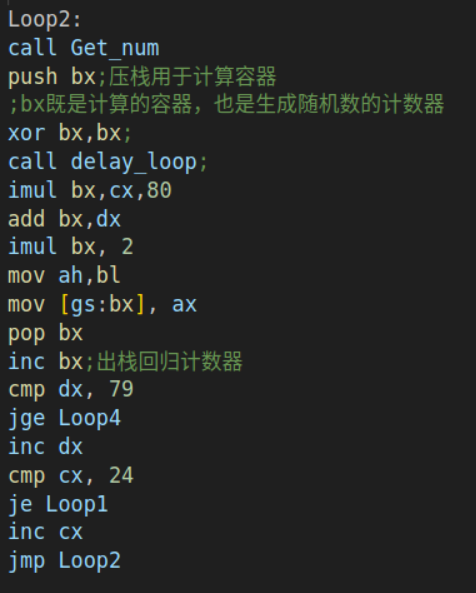 Loop2:
call Get_num
push bx;压栈用于计算容器
;bx既是计算的容器，也是生成随机数的计数器
xor bx,bx;
call delay_loop;
imul bx,cx,80
add bx,dx
imul bx, 2
mov ah,bl
mov [gs:bx], ax
pop bx
inc bx;出栈回归计数器
cmp dx, 79
jge Loop4
inc dx
cmp cx, 24
je Loop1
inc cx
jmp Loop2